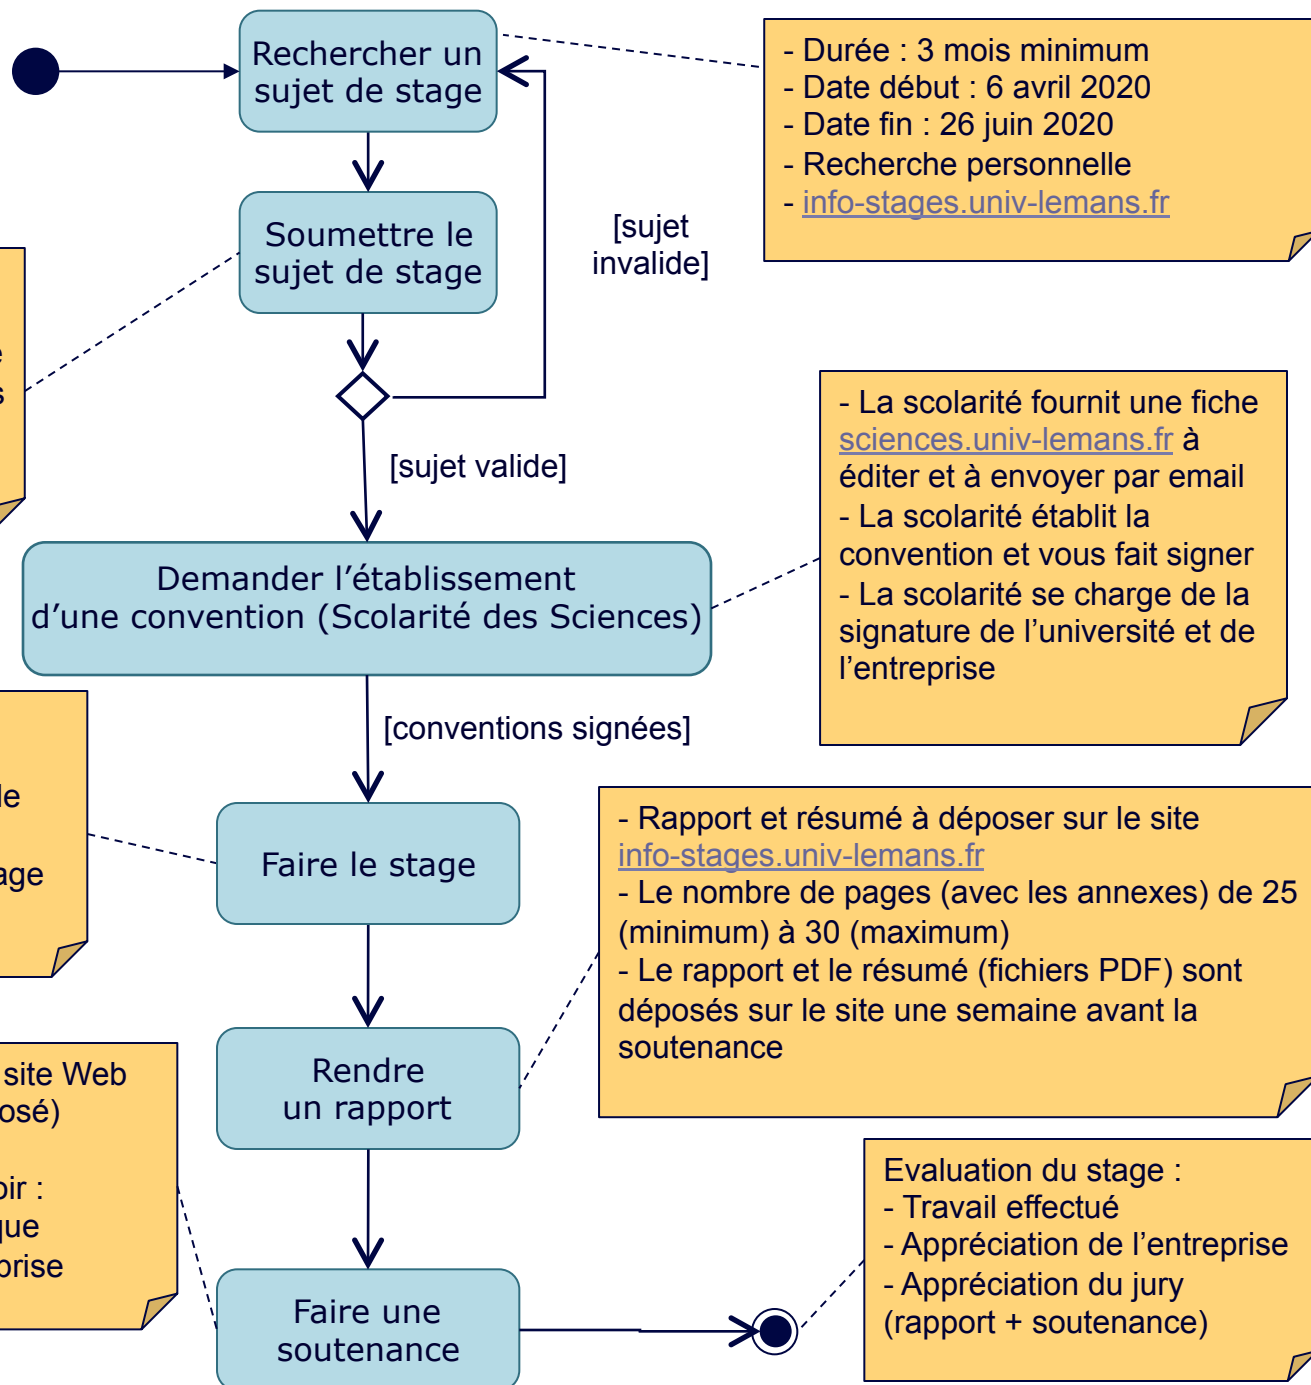 Rechercher un
sujet de stage
- Durée : 3 mois minimum
- Date début : 6 avril 2020
- Date fin : 26 juin 2020
- Recherche personnelle
- info-stages.univ-lemans.fr
Soumettre le
sujet de stage
[sujet
invalide]
[sujet valide]
- La scolarité fournit une fiche
sciences.univ-lemans.fr à
éditer et à envoyer par email
- La scolarité établit la
convention et vous fait signer
- La scolarité se charge de la
signature de l’université et de
l’entreprise
Demander l’établissement
d’une convention (Scolarité des Sciences)
[conventions signées]
Faire le stage
- Rapport et résumé à déposer sur le site
info-stages.univ-lemans.fr
- Le nombre de pages (avec les annexes) de 25
(minimum) à 30 (maximum)
- Le rapport et le résumé (fichiers PDF) sont
déposés sur le site une semaine avant la
soutenance
Rendre
un rapport
site Web
Faire une
soutenance
Evaluation du stage :
- Travail effectué
- Appréciation de l’entreprise
- Appréciation du jury
(rapport + soutenance)